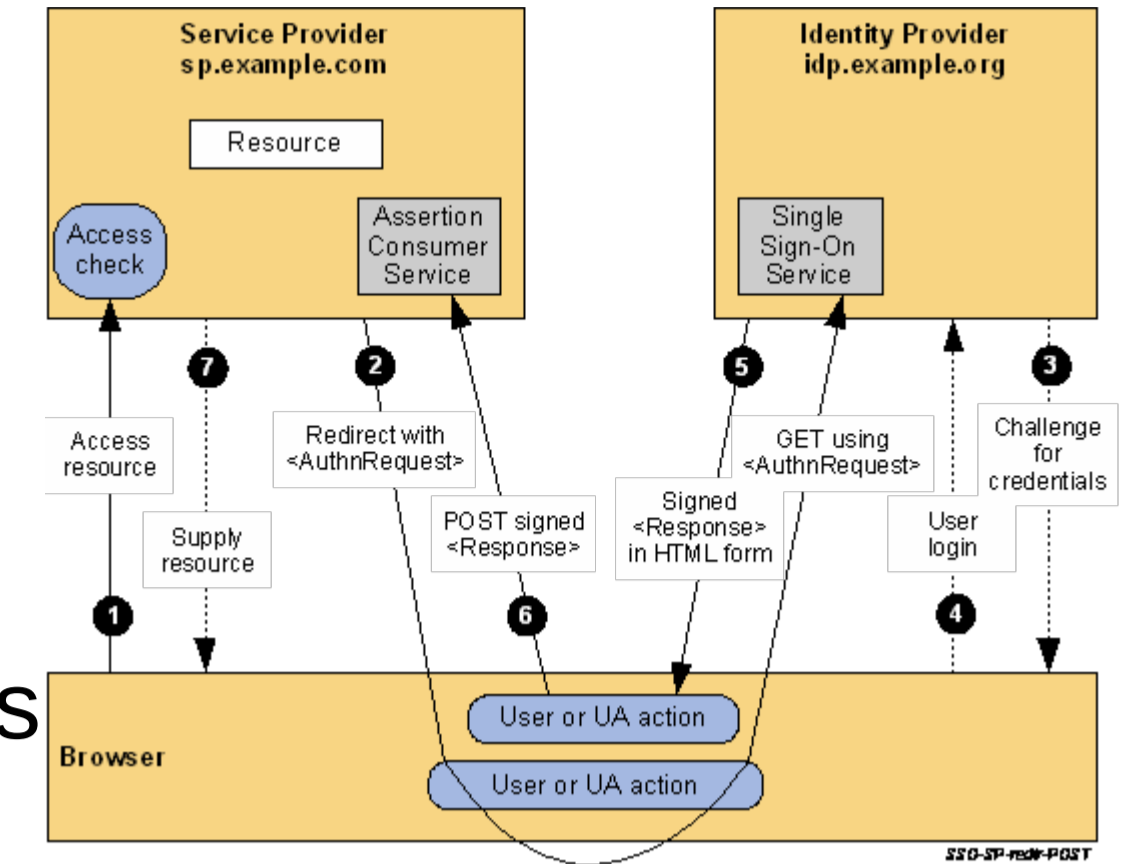 Service Provider
sp.example.com
Identity Provider
idp.example.org
Resource
Access
check
Assertion
Consumer
Service
Single
Sign-On
Service
7
2
5
3
Access
resource
Redirect with
<AuthnRequest>
GET using
<AuthnRequest>
Challenge
for
credentials
Supply
resource
POST signed
<Response>
Signed
<Response>
in HTML form
User
login
1
6
4
s
Browser
User or UA action
User or UA action
SSO-SP-redir-POST